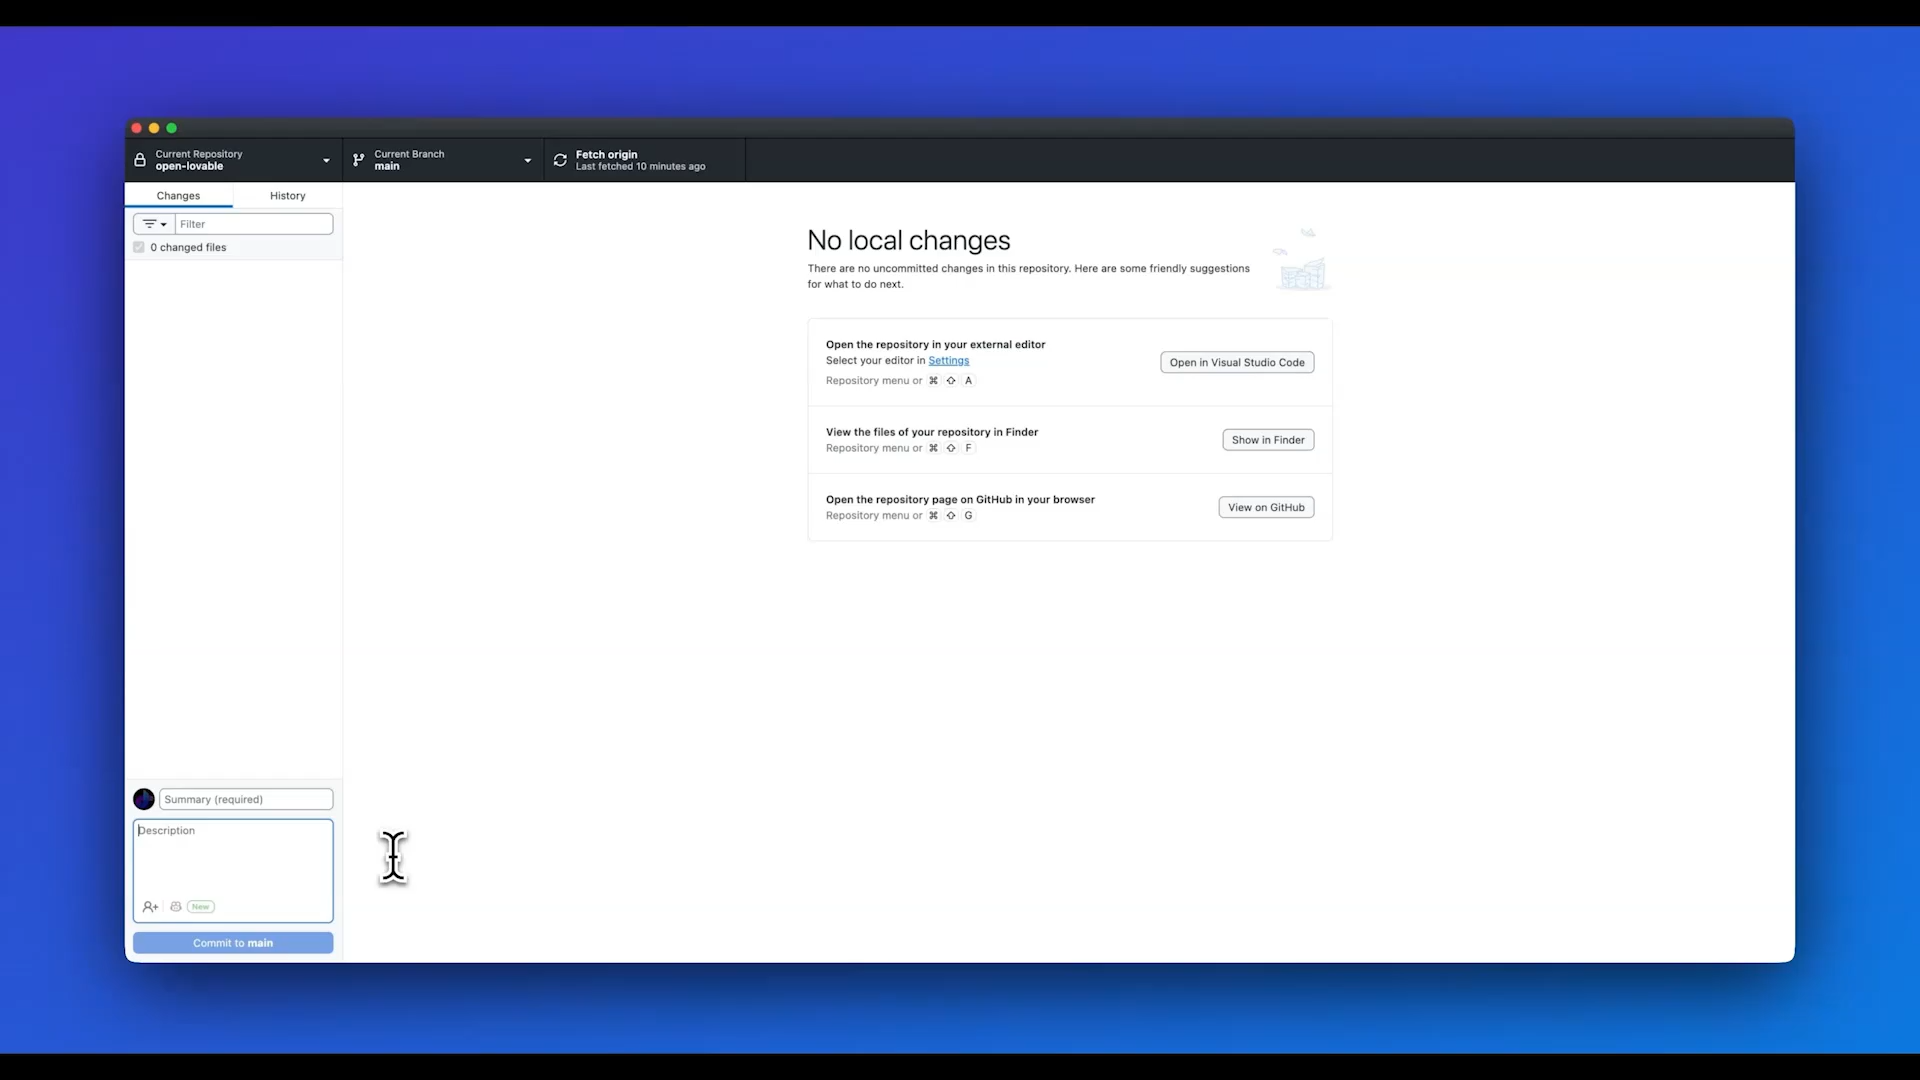 Current Repository
open-lovable
Current Branch
main
Fetch origin
Last fetched 10 minutes ago
Changes
History
Filter
0 changed files
No local changes
There are no uncommitted changes in this repository. Here are some friendly suggestions
for what to do next.
Open the repository in your external editor
Select your editor in Settings
Repository menu or ⌘ ⇧ A
Open in Visual Studio Code
View the files of your repository in Finder
Repository menu or ⌘ ⇧ F
Show in Finder
Open the repository page on GitHub in your browser
Repository menu or ⌘ ⇧ G
View on GitHub
Summary (required)
Description
New
Commit to main